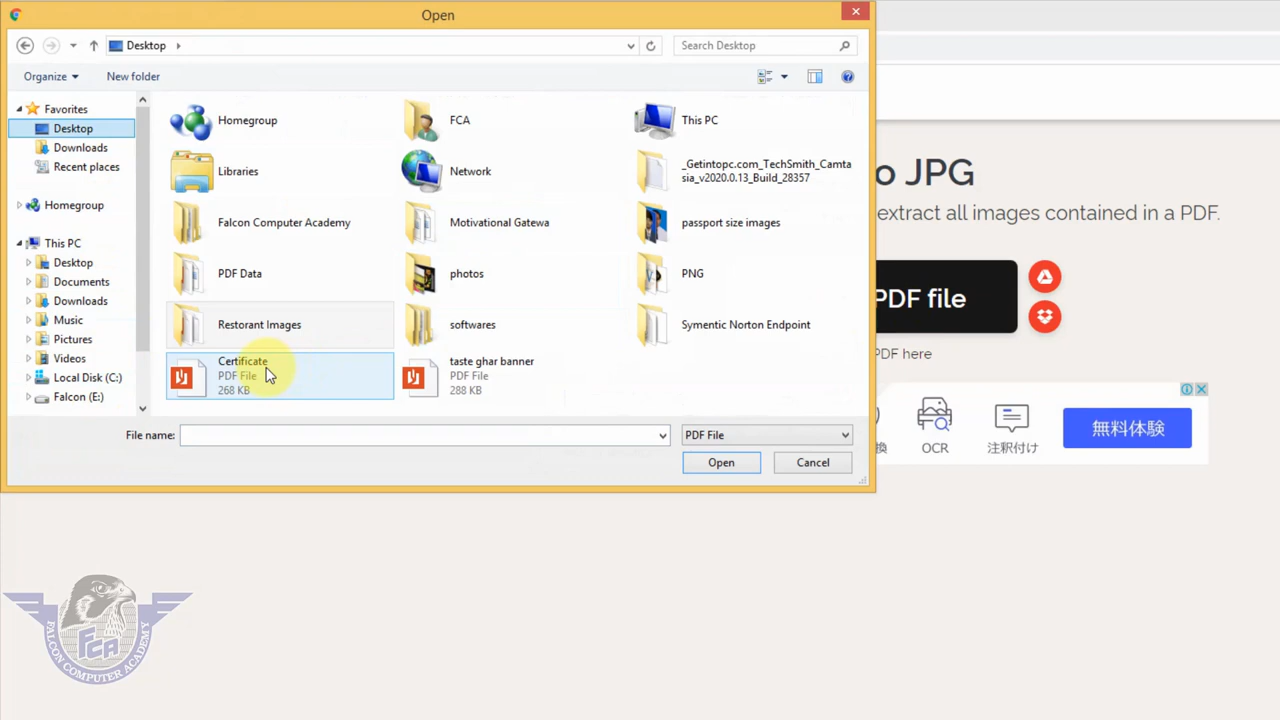 Open
Desktop
Search Desktop
Organize
New folder
Favorites
Desktop
Downloads
Recent places
Homegroup
This PC
Desktop
Documents
Downloads
Music
Pictures
Videos
Local Disk (C:)
Falcon (E:)
Homegroup
FCA
This PC
Libraries
Network
_Getintopc.com_TechSmith_Camta
sia_v2020.0.13_Build_28357
Falcon Computer Academy
Motivational Gatewa
passport size images
PDF Data
photos
PNG
Restorant Images
softwares
Symentic Norton Endpoint
Certificate
PDF File
268 KB
taste ghar banner
PDF File
288 KB
File name:
PDF File
Open
Cancel
o JPG
extract all images contained in a PDF.
PDF file
PDF here
換
OCR
注釈付け
無料体験
FCA
FALCON COMPUTER ACADEMY